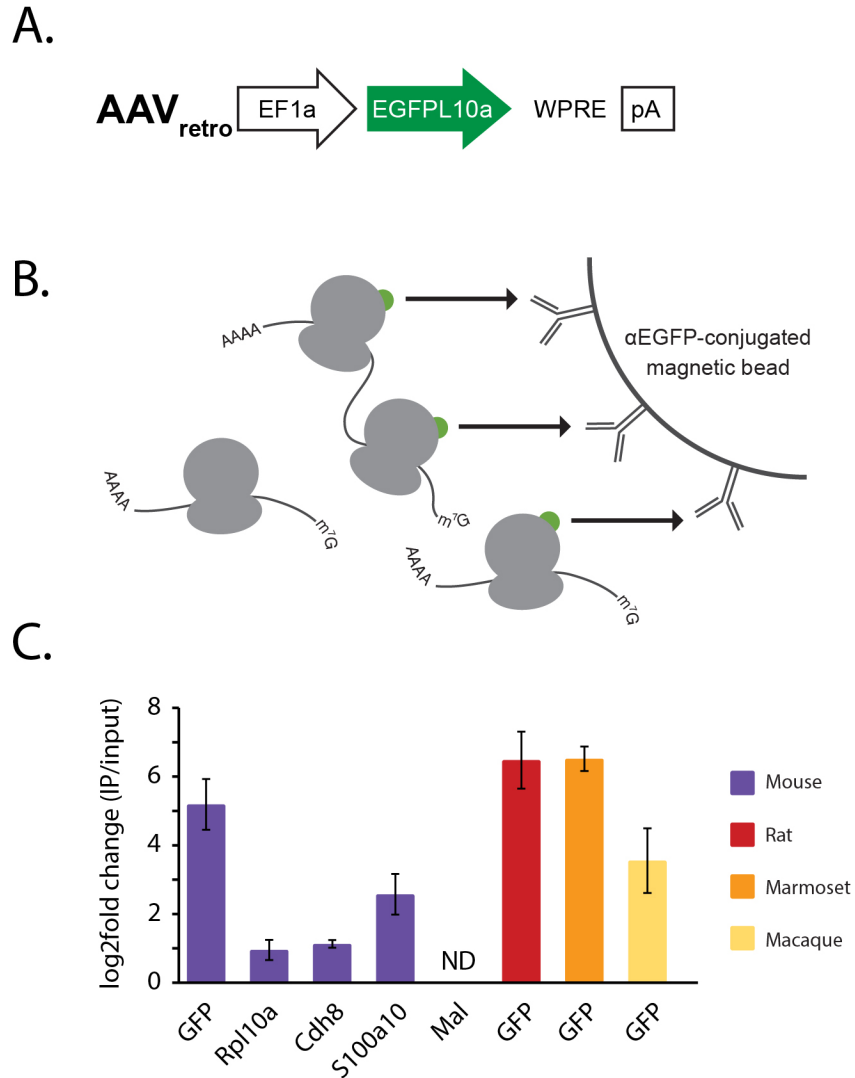 A.
AAVretro EF1a EGFPL10a WPRE pA
B.
AAAA
αEGFP-conjugated
magnetic bead
AAAA
m⁷G
m⁷G
AAAA
m⁷G
C.
log2fold change (IP/input)
8
6
4
2
0
ND
GFP
Rpl10a
Cdh8
S100a10
Mal
GFP
GFP
GFP
Mouse
Rat
Marmoset
Macaque